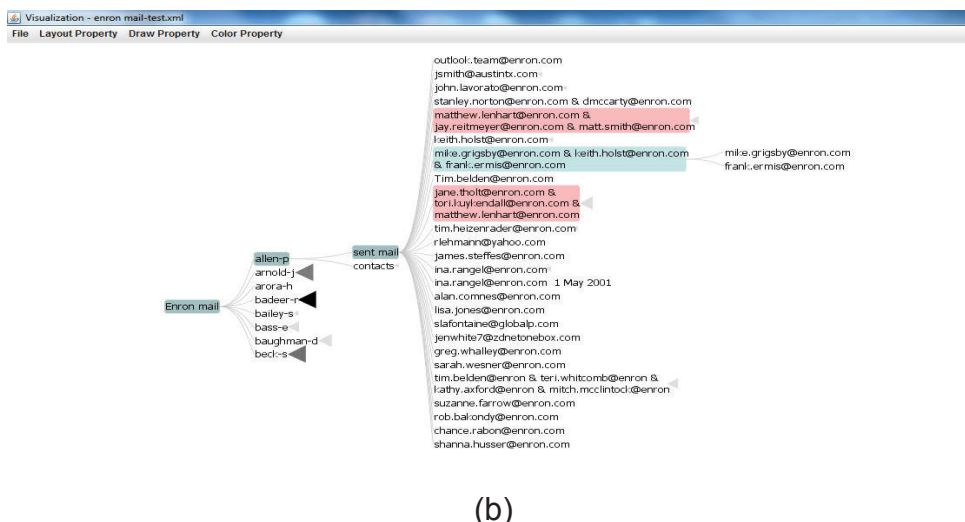 Visualization - enron mail-test.xml
File Layout Property Draw Property Color Property
outlook.team@enron.com
jsmith@austintx.com
john.lavorato@enron.com
stanley.norton@enron.com & dmccarty@enron.com
matthew.lenhart@enron.com &
jay.reitmeyer@enron.com & matt.smith@enron.com
keith.holst@enron.com
mike.grigsby@enron.com & keith.holst@enron.com
& frank.ermis@enron.com
mike.grigsby@enron.com
frank.ermis@enron.com
Tim.belden@enron.com
jane.tholt@enron.com &
tori.kuykendall@enron.com &
matthew.lenhart@enron.com
tim.heizenrader@enron.com
rlehmann@yahoo.com
james.steffes@enron.com
ina.rangel@enron.com
ina.rangel@enron.com 1 May 2001
alan.comnes@enron.com
lisa.jones@enron.com
slafontaine@globalp.com
jenwhite7@zdnetonebox.com
greg.whalley@enron.com
sarah.wesner@enron.com
tim.belden@enron & teri.whitcomb@enron &
kathy.axford@enron & mitch.mcclintock@enron
suzanne.farrow@enron.com
rob.bakondy@enron.com
chance.rabon@enron.com
shanna.husser@enron.com
sent mail
contacts
allen-p
arnold-j
arora-h
badeer-r
bailey-s
bass-e
baughman-d
beck-s
Enron mail
(b)